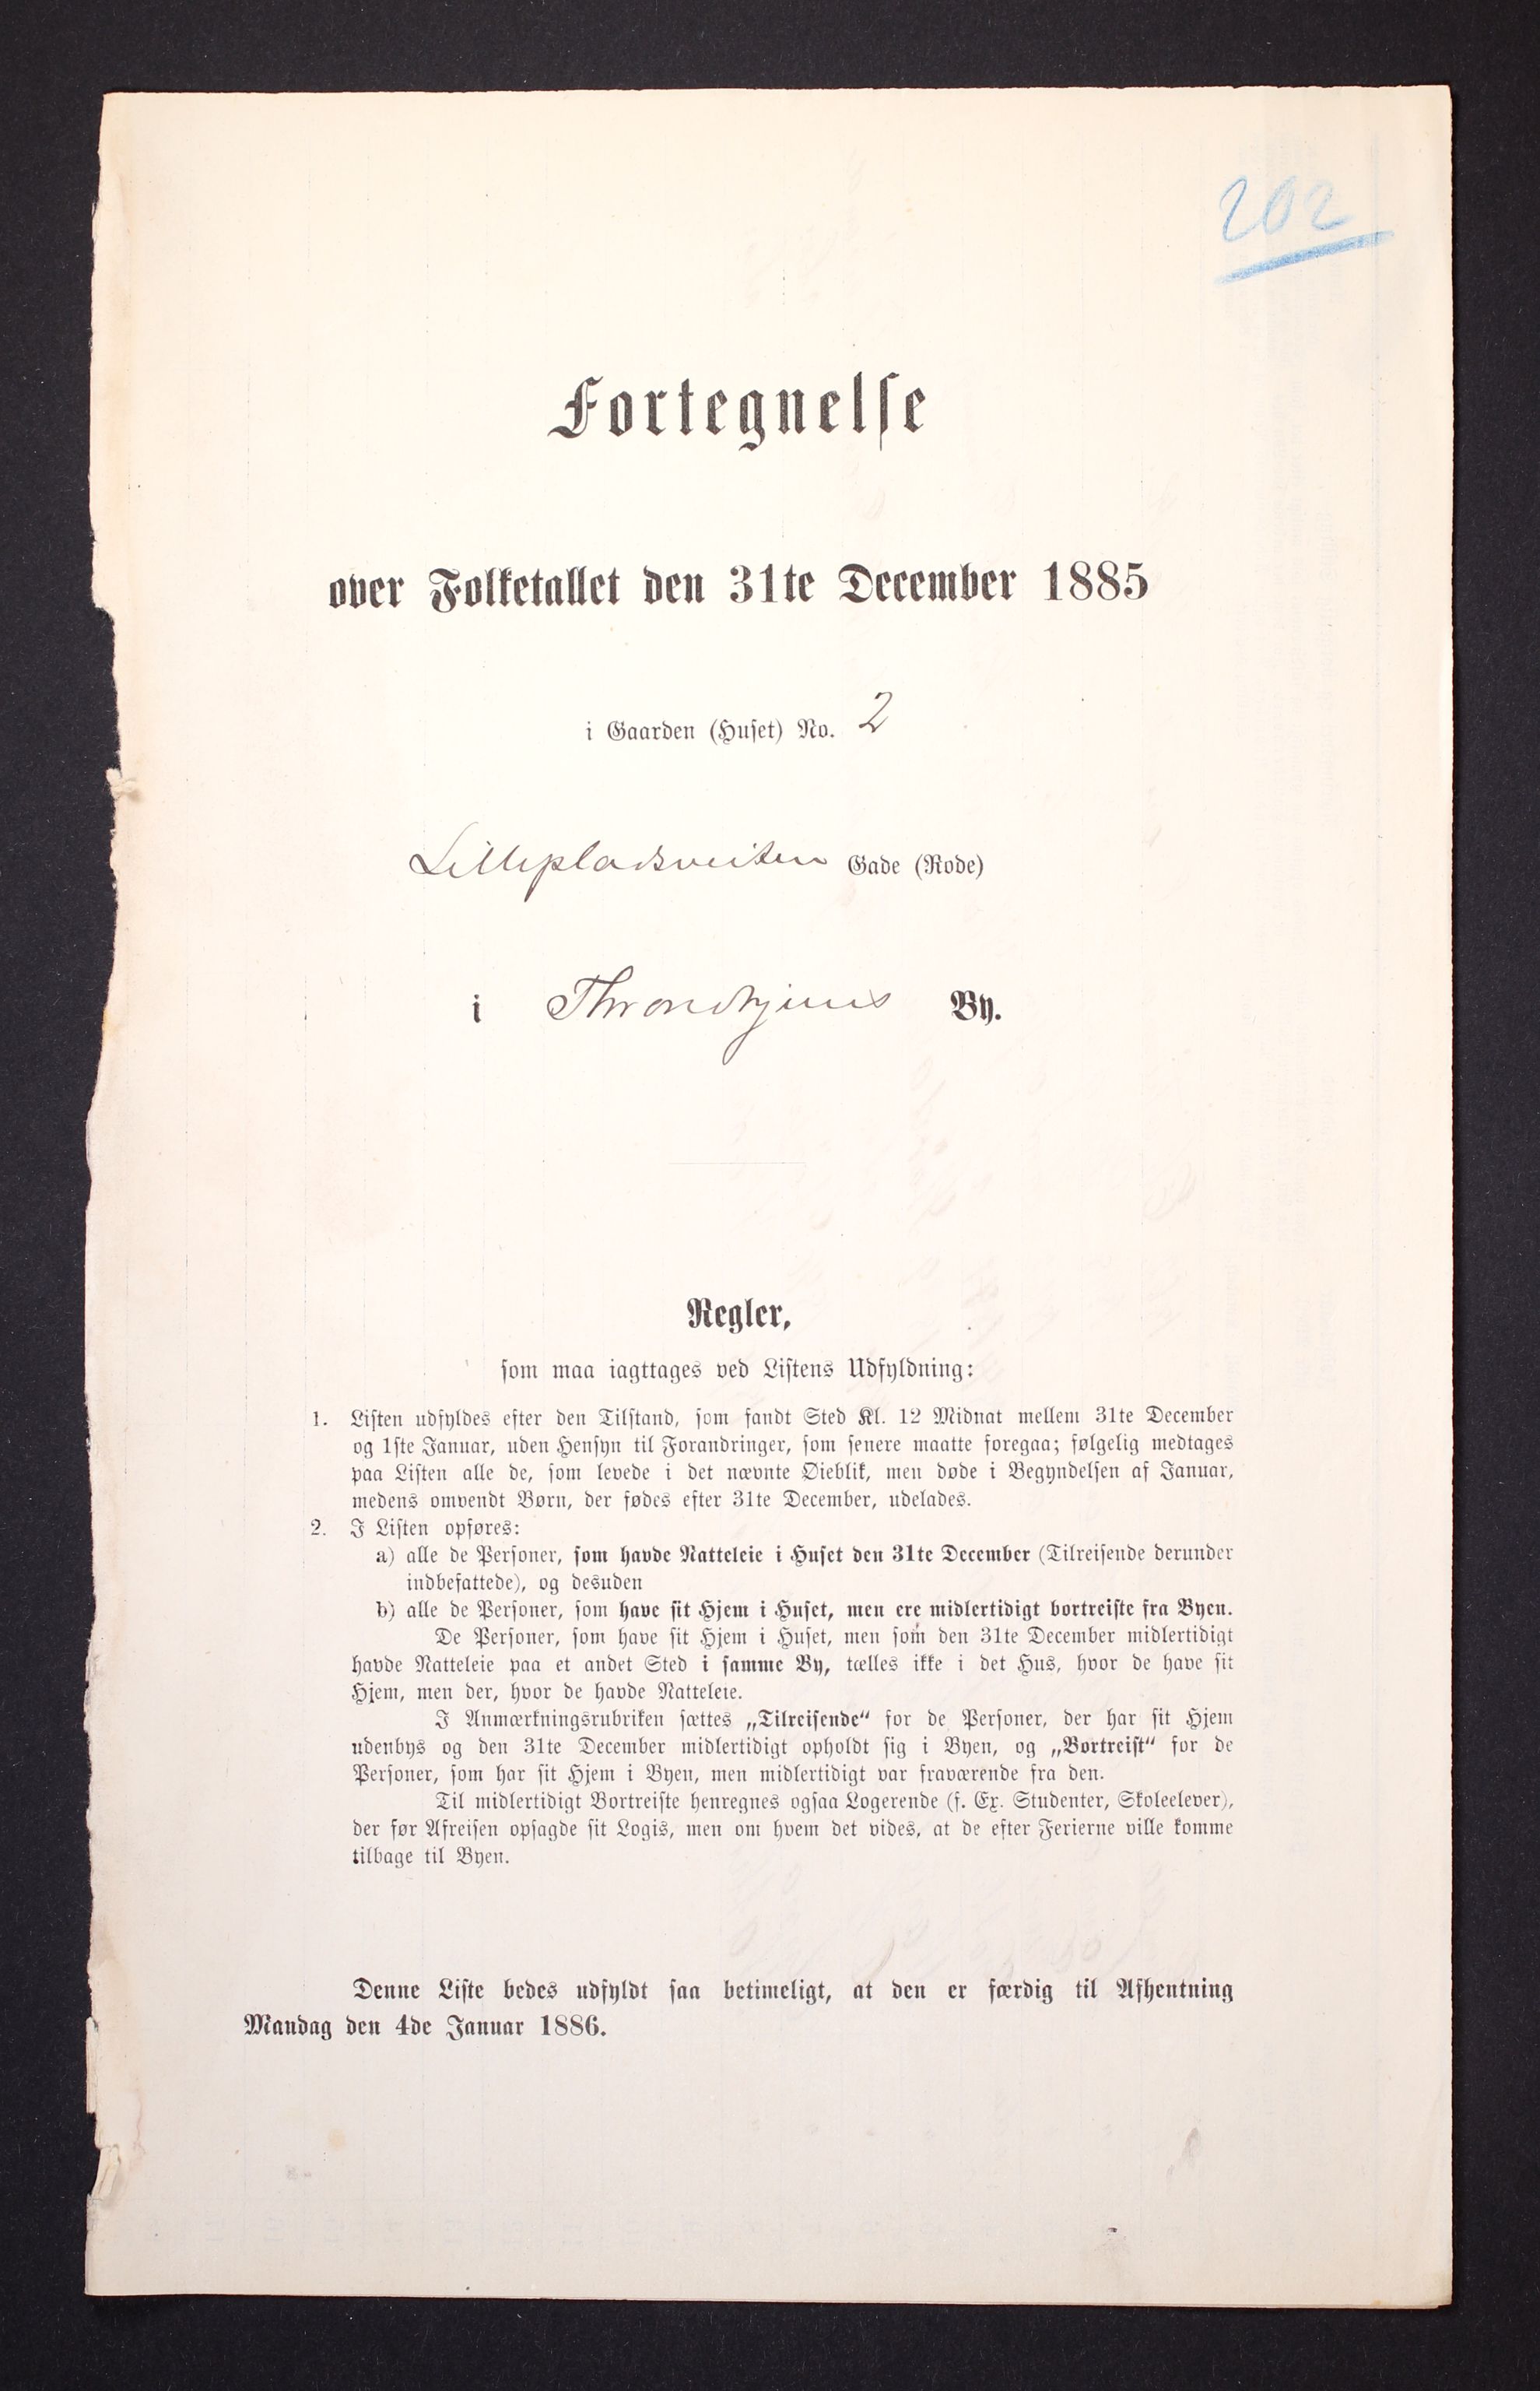 202
Fortegnelse
over Folketallet den 31te December 1885
i Gaarden (Huset) No. 2
Lillepladsveiten Gade (Rode)
i Throndhjems By.
Regler,
som maa iagttages ved Listens Udfyldning:
1. Listen udfyldes efter den Tilstand, som fandt Sted Kl. 12 Midnat mellem 31te December
og 1ste Januar, uden Hensyn til Forandringer, som senere maatte foregaa; følgelig medtages
paa Listen alle de, som levede i det nævnte Øieblik, men døde i Begyndelsen af Januar,
medens omvendt Børn, der fødes efter 31te December, udelades.
2. I Listen opføres:
a) alle de Personer, som havde Natteleie i Huset den 31te December (Tilreisende derunder
indbefattede), og desuden
b) alle de Personer, som have sit Hjem i Huset, men ere midlertidigt bortreiste fra Byen.
De Personer, som have sit Hjem i Huset, men som den 31te December midlertidigt
havde Natteleie paa et andet Sted i samme By, tælles ikke i det Hus, hvor de have sit
Hjem, men der, hvor de havde Natteleie.
I Anmærkningsrubriken sættes „Tilreisende“ for de Personer, der har sit Hjem
udenbys og den 31te December midlertidigt opholdt sig i Byen, og „Bortreist“ for de
Personer, som har sit Hjem i Byen, men midlertidigt var fraværende fra den.
Til midlertidigt Bortreiste henregnes ogsaa Logerende (f. Ex. Studenter, Skoleelever),
der før Afreisen opsagde sit Logis, men om hvem det vides, at de efter Ferierne ville komme
tilbage til Byen.
Denne Liste bedes udfyldt saa betimeligt, at den er færdig til Afhentning
Mandag den 4de Januar 1886.